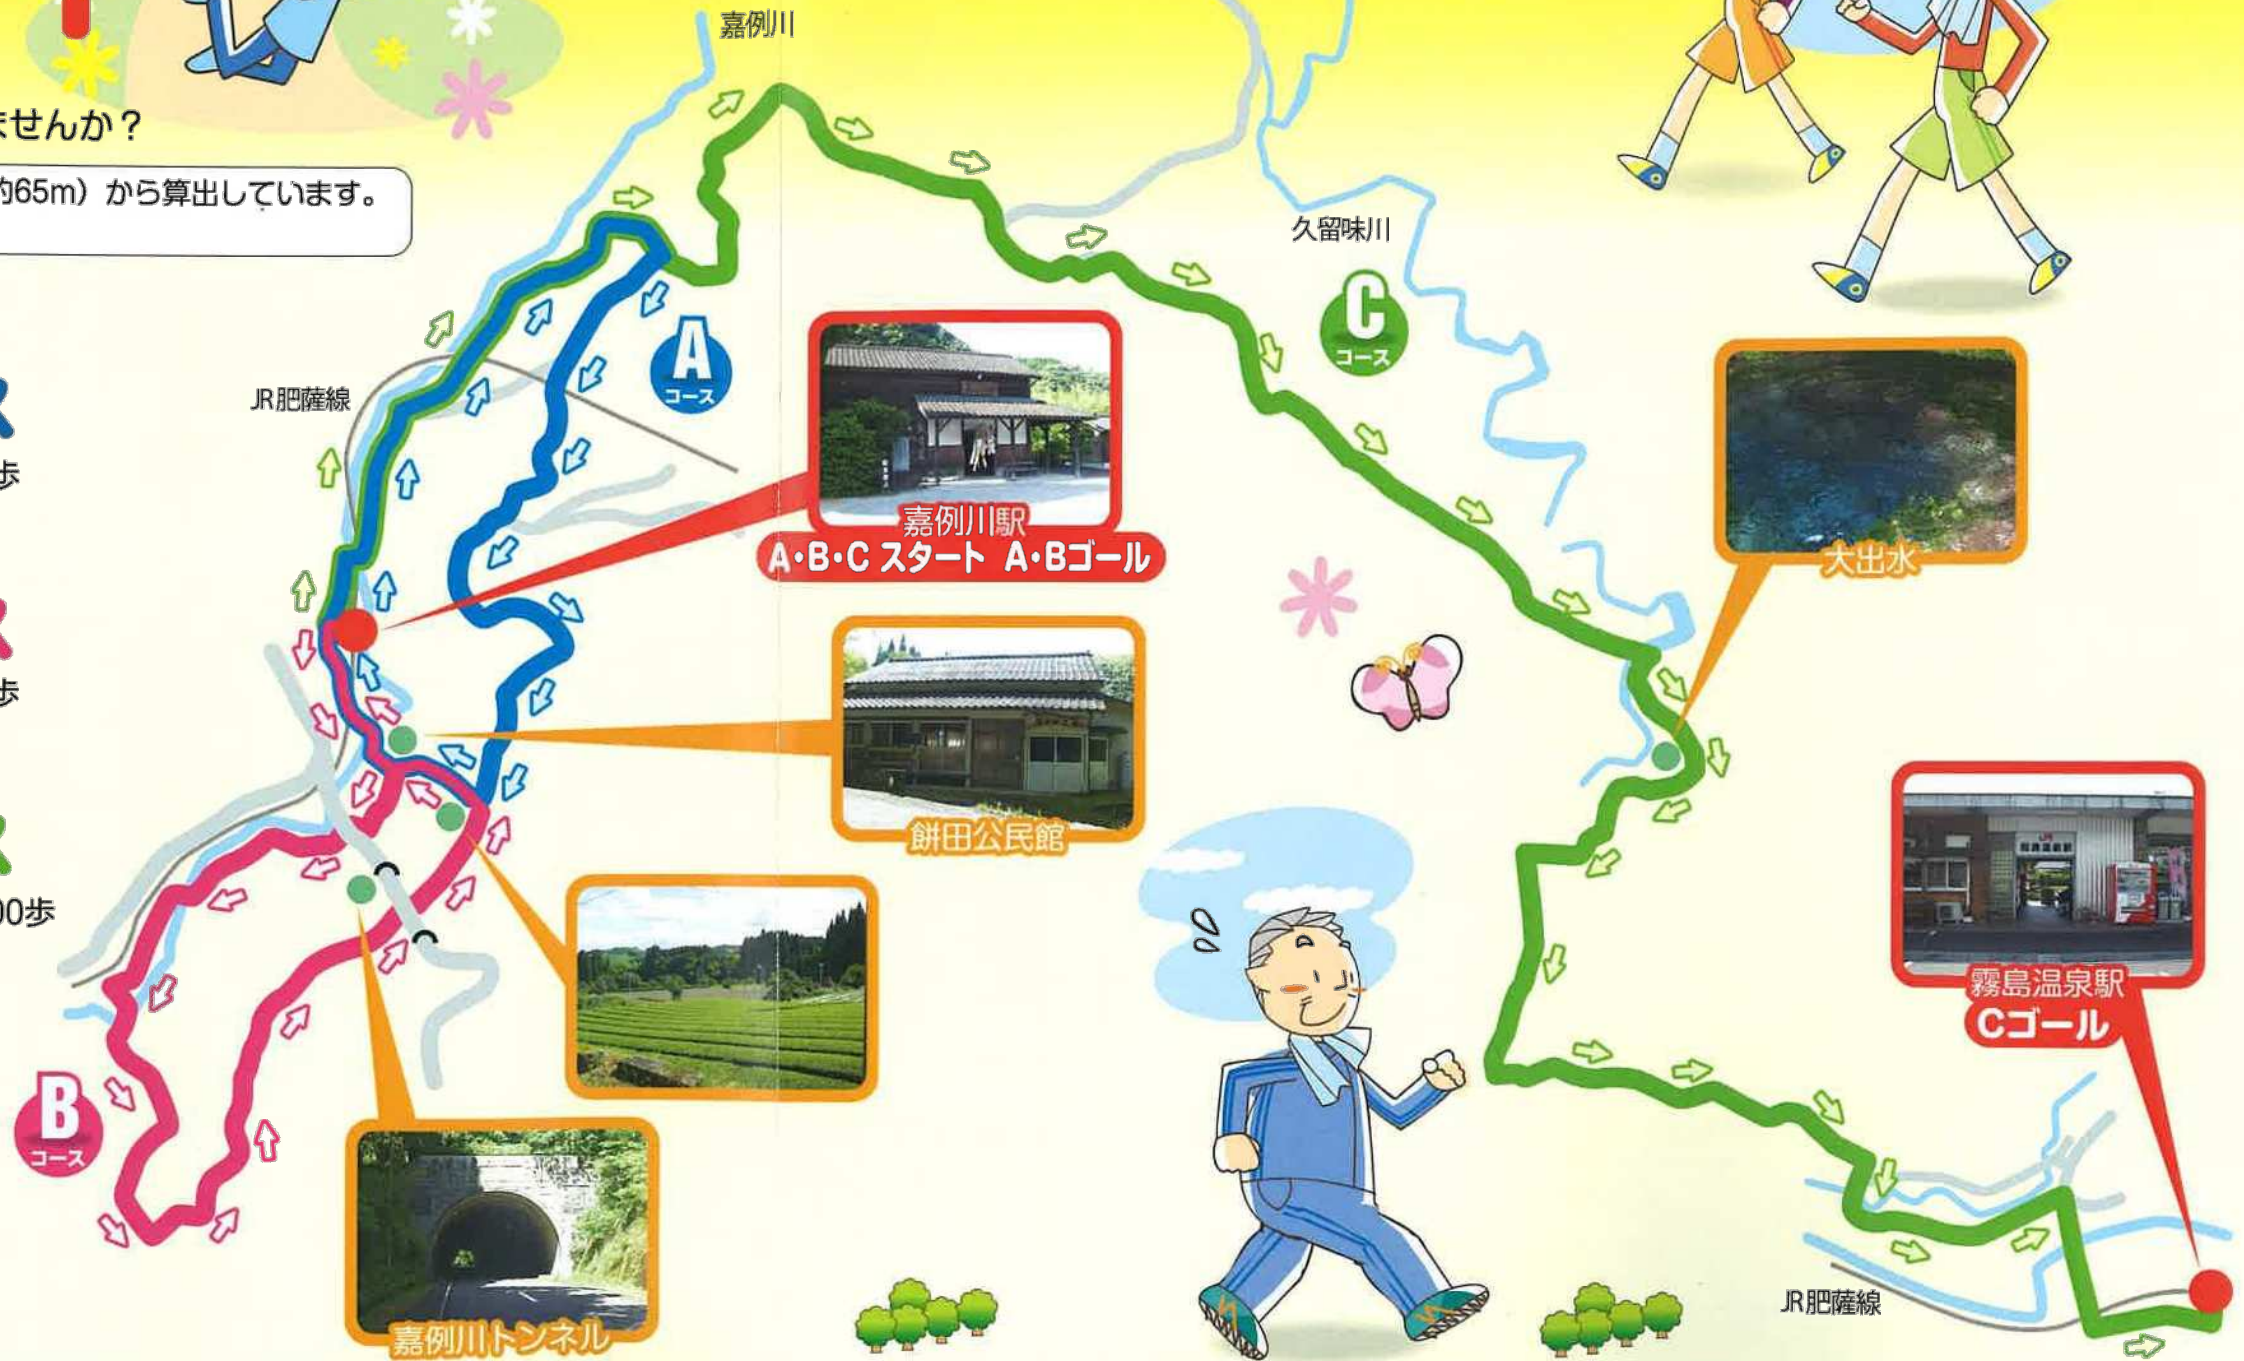 嘉例川
ませんか？
約65m）から算出しています。
久留味川
C
コース
A
コース
JR肥薩線
ス
歩
嘉例川駅
A・B・C スタート A・Bゴール
大出水
ス
歩
餅田公民館
ス
00歩
霧島温泉駅
Cゴール
B
コース
嘉例川トンネル
JR肥薩線